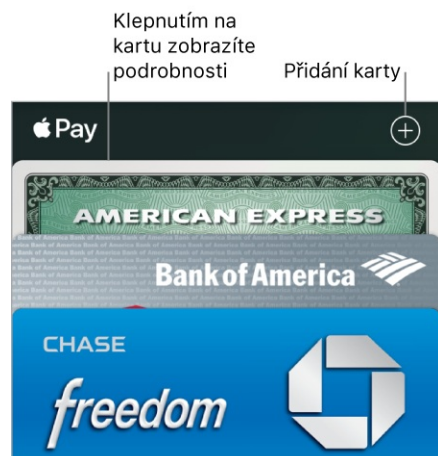 Klepnutím na
kartu zobrazíte
podrobnosti
Přidání karty
Pay
AMERICAN EXPRESS
Bank of America
CHASE
freedom